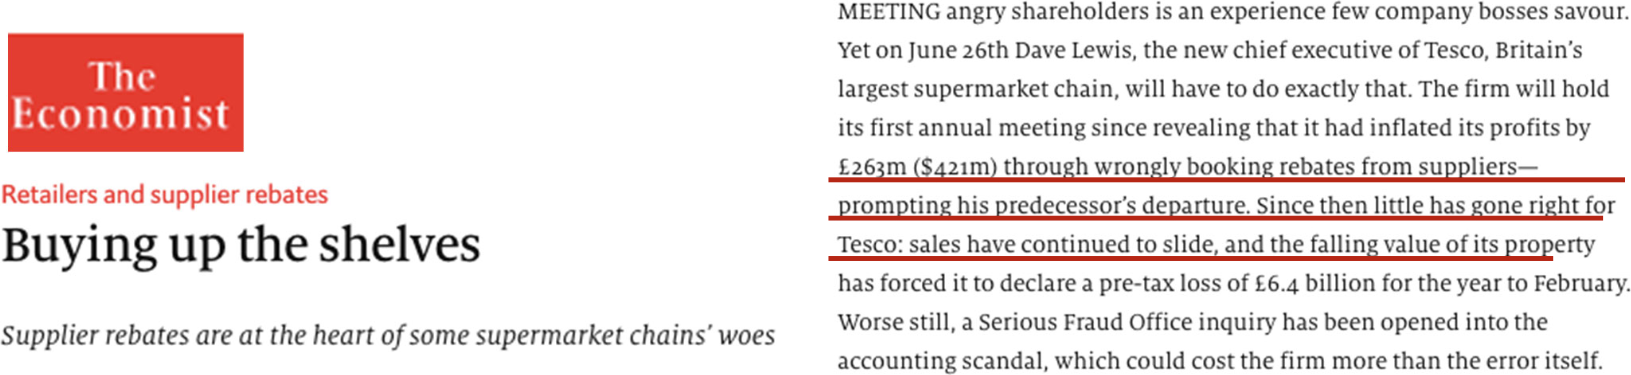 The
Economist
Retailers and supplier rebates
Buying up the shelves
Supplier rebates are at the heart of some supermarket chains’ woes
MEETING angry shareholders is an experience few company bosses savour.
Yet on June 26th Dave Lewis, the new chief executive of Tesco, Britain’s
largest supermarket chain, will have to do exactly that. The firm will hold
its first annual meeting since revealing that it had inflated its profits by
£263m ($421m) through wrongly booking rebates from suppliers—
prompting his predecessor’s departure. Since then little has gone right for
Tesco: sales have continued to slide, and the falling value of its property
has forced it to declare a pre-tax loss of £6.4 billion for the year to February.
Worse still, a Serious Fraud Office inquiry has been opened into the
accounting scandal, which could cost the firm more than the error itself.